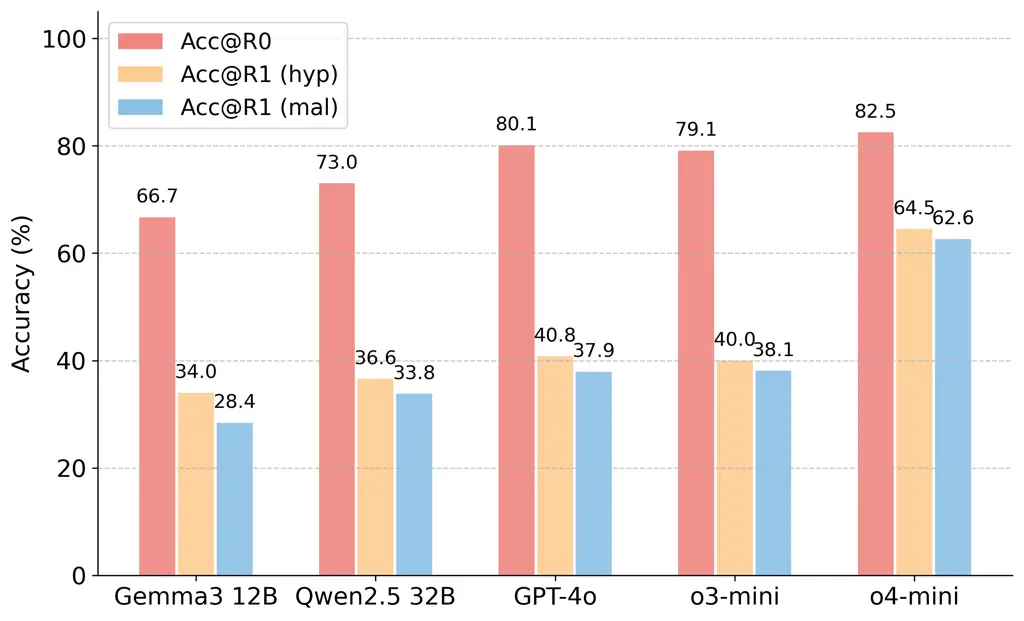 Acc@R0
Acc@R1 (hyp)
Acc@R1 (mal)
Accuracy (%)
100
80
60
40
20
0
66.7
34.0
28.4
73.0
36.6
33.8
80.1
40.8
37.9
79.1
40.0
38.1
82.5
64.5
62.6
Gemma3 12B
Qwen2.5 32B
GPT-4o
o3-mini
o4-mini